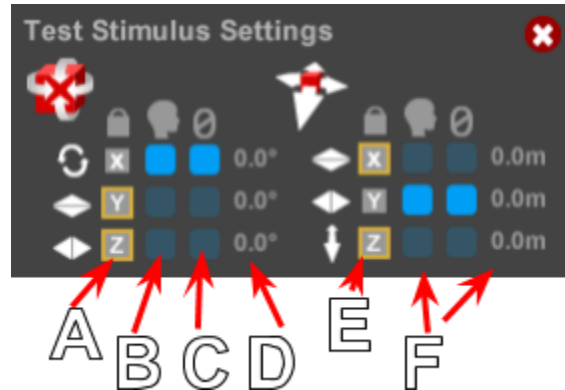 Test Stimulus Settings
0 0
X 0.0° X 0.0m
Y 0.0° Y 0.0m
Z 0.0° Z 0.0m
A B C D E F